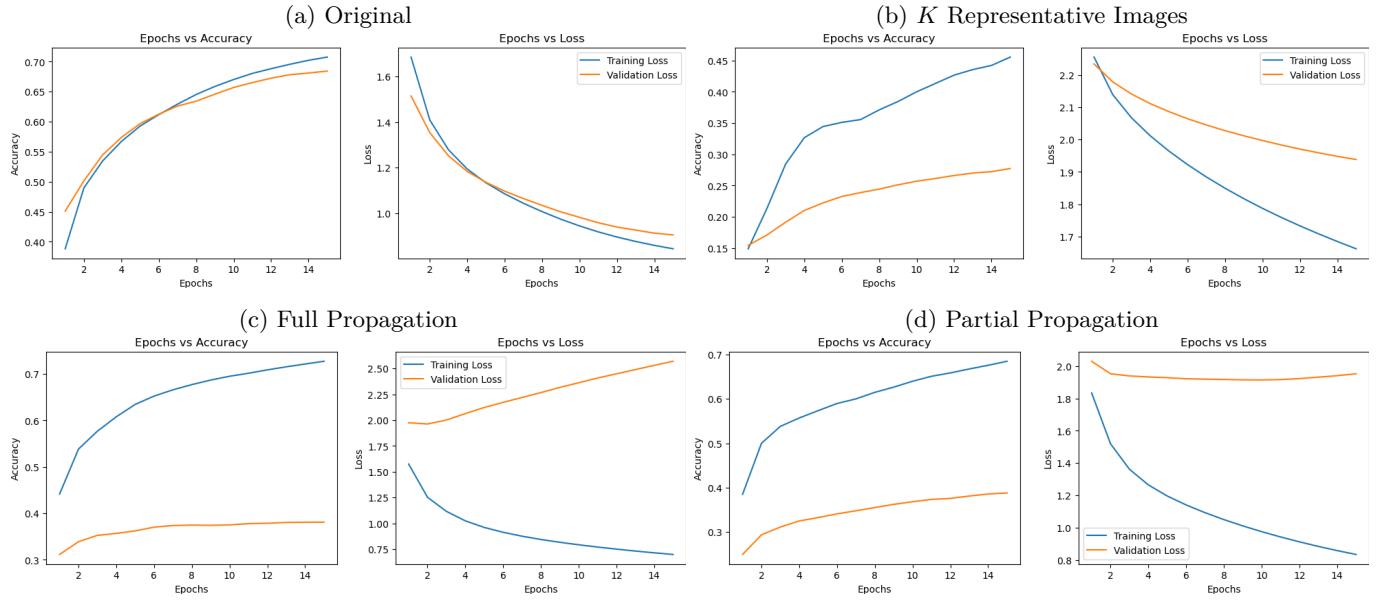 (a) Original
Epochs vs Accuracy
Accuracy
0.70
0.65
0.60
0.55
0.50
0.45
0.40
2 4 6 8 10 12 14
Epochs
Epochs vs Loss
Training Loss
Validation Loss
Loss
1.6
1.4
1.2
1.0
2 4 6 8 10 12 14
Epochs
(b) K Representative Images
Epochs vs Accuracy
Accuracy
0.45
0.40
0.35
0.30
0.25
0.20
0.15
2 4 6 8 10 12 14
Epochs
Epochs vs Loss
Training Loss
Validation Loss
Loss
2.2
2.1
2.0
1.9
1.8
1.7
2 4 6 8 10 12 14
Epochs
(c) Full Propagation
Epochs vs Accuracy
Accuracy
0.7
0.6
0.5
0.4
0.3
2 4 6 8 10 12 14
Epochs
Epochs vs Loss
Training Loss
Validation Loss
Loss
2.50
2.25
2.00
1.75
1.50
1.25
1.00
0.75
2 4 6 8 10 12 14
Epochs
(d) Partial Propagation
Epochs vs Accuracy
Accuracy
0.7
0.6
0.5
0.4
0.3
2 4 6 8 10 12 14
Epochs
Epochs vs Loss
Loss
2.0
1.8
1.6
1.4
1.2
1.0
0.8
Training Loss
Validation Loss
2 4 6 8 10 12 14
Epochs